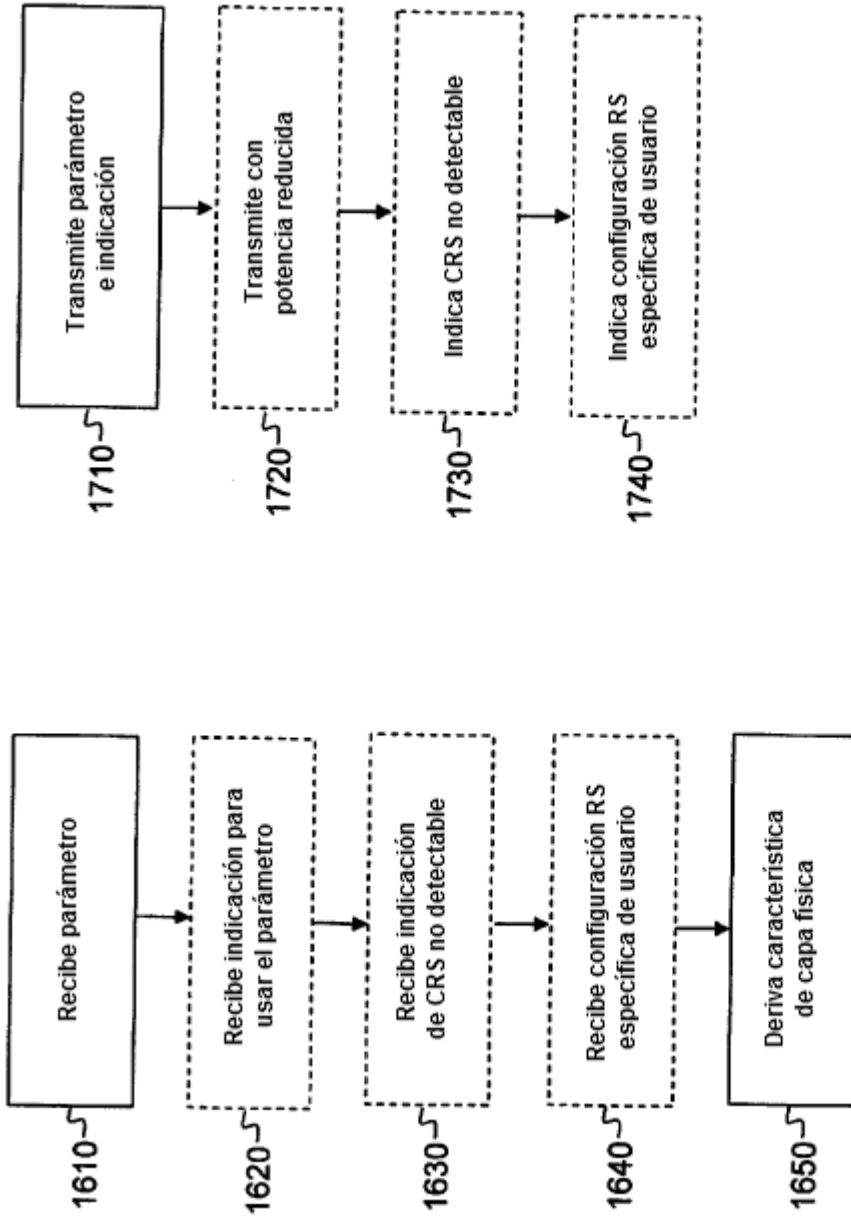 1610
Recibe parámetro
1620
Recibe indicación para
usar el parámetro
1630
Recibe indicación
de CRS no detectable
1640
Recibe configuración RS
específica de usuario
1650
Deriva característica
de capa física
1710
Transmite parámetro
e indicación
1720
Transmite con
potencia reducida
1730
Indica CRS no detectable
1740
Indica configuración RS
específica de usuario